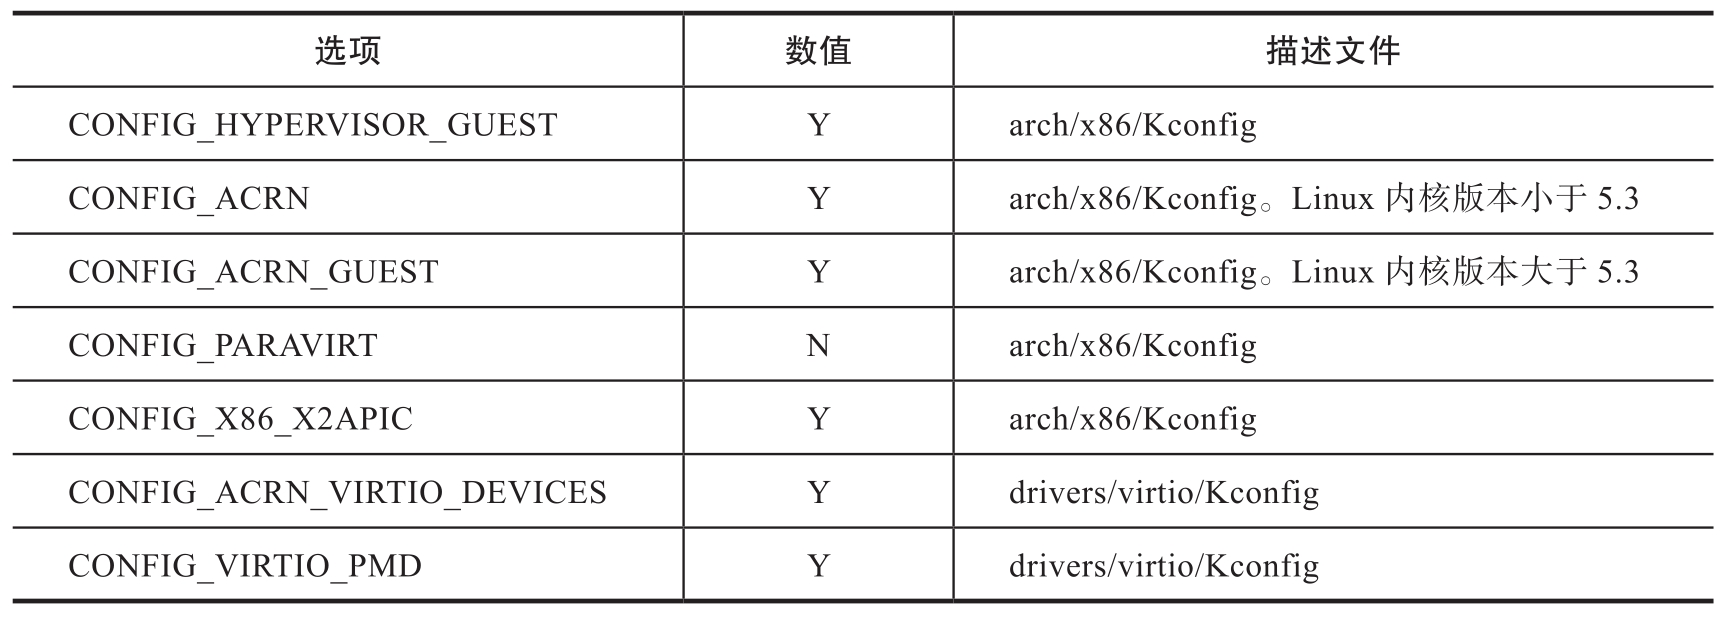 选项 数值 描述文件
CONFIG_HYPERVISOR_GUEST Y arch/x86/Kconfig
CONFIG_ACRN Y arch/x86/Kconfig。Linux 内核版本小于 5.3
CONFIG_ACRN_GUEST Y arch/x86/Kconfig。Linux 内核版本大于 5.3
CONFIG_PARAVIRT N arch/x86/Kconfig
CONFIG_X86_X2APIC Y arch/x86/Kconfig
CONFIG_ACRN_VIRTIO_DEVICES Y drivers/virtio/Kconfig
CONFIG_VIRTIO_PMD Y drivers/virtio/Kconfig